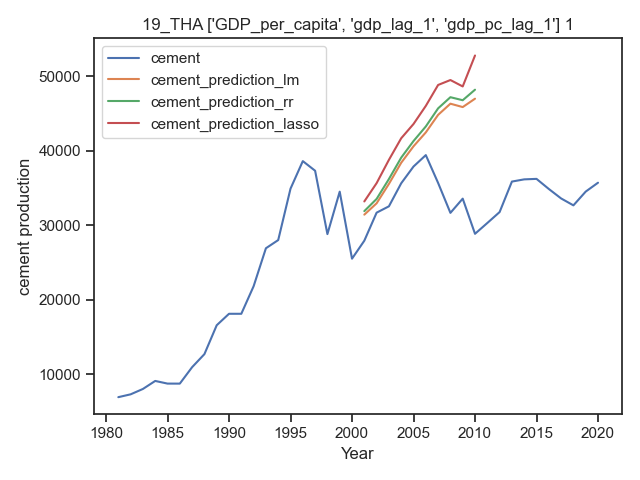 19_THA ['GDP_per_capita', 'gdp_lag_1', 'gdp_pc_lag_1'] 1
cement
cement_prediction_lm
cement_prediction_rr
cement_prediction_lasso
cement production
50000
40000
30000
20000
10000
1980 1985 1990 1995 2000 2005 2010 2015 2020
Year